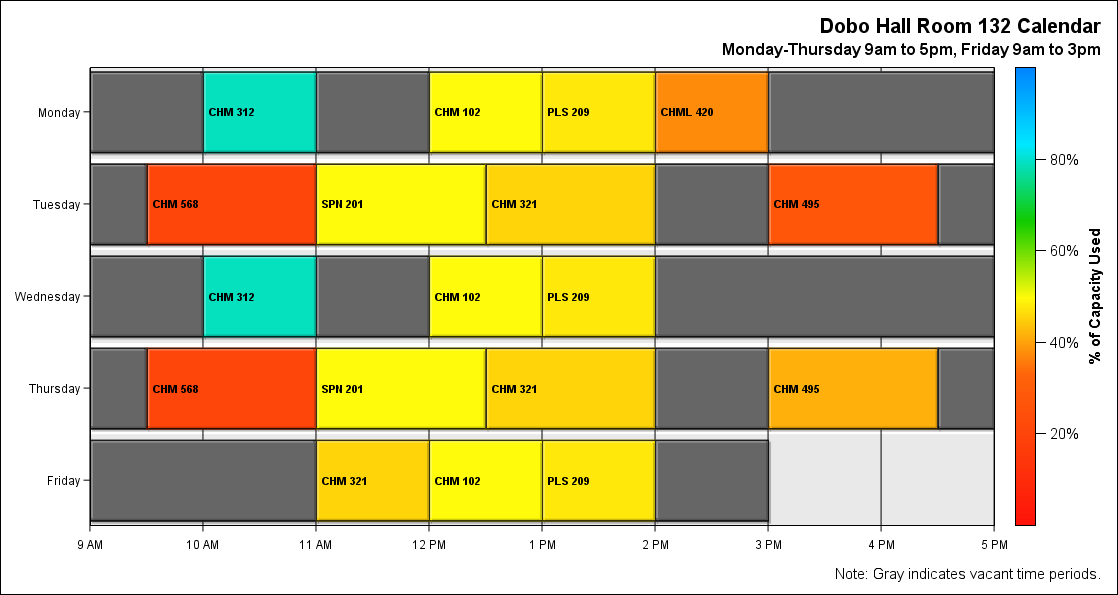 Dobo Hall Room 132 Calendar
Monday-Thursday 9am to 5pm, Friday 9am to 3pm
Monday
CHM 312
CHM 102
PLS 209
CHML 420
Tuesday
CHM 568
SPN 201
CHM 321
CHM 495
Wednesday
CHM 312
CHM 102
PLS 209
Thursday
CHM 568
SPN 201
CHM 321
CHM 495
Friday
CHM 321
CHM 102
PLS 209
9 AM
10 AM
11 AM
12 PM
1 PM
2 PM
3 PM
4 PM
5 PM
80%
60%
40%
20%
% of Capacity Used
Note: Gray indicates vacant time periods.